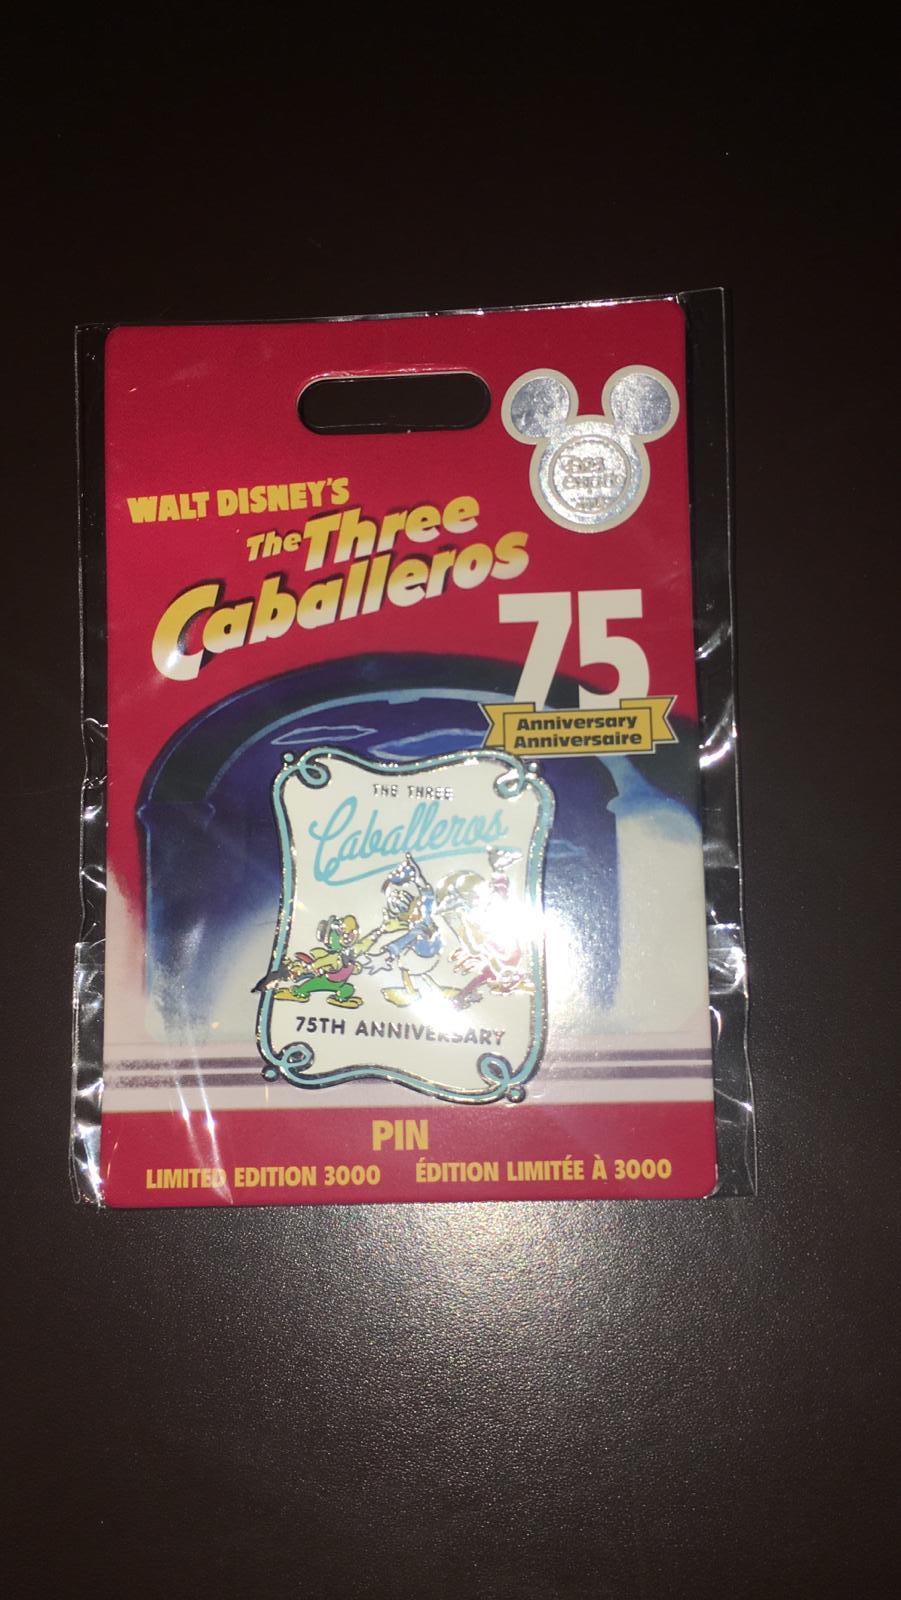 WALT DISNEY'S
The Three
Caballeros
75
Anniversary
Anniversaire
THE THREE
Caballeros
75TH ANNIVERSARY
PIN
LIMITED EDITION 3000
ÉDITION LIMITÉE À 3000